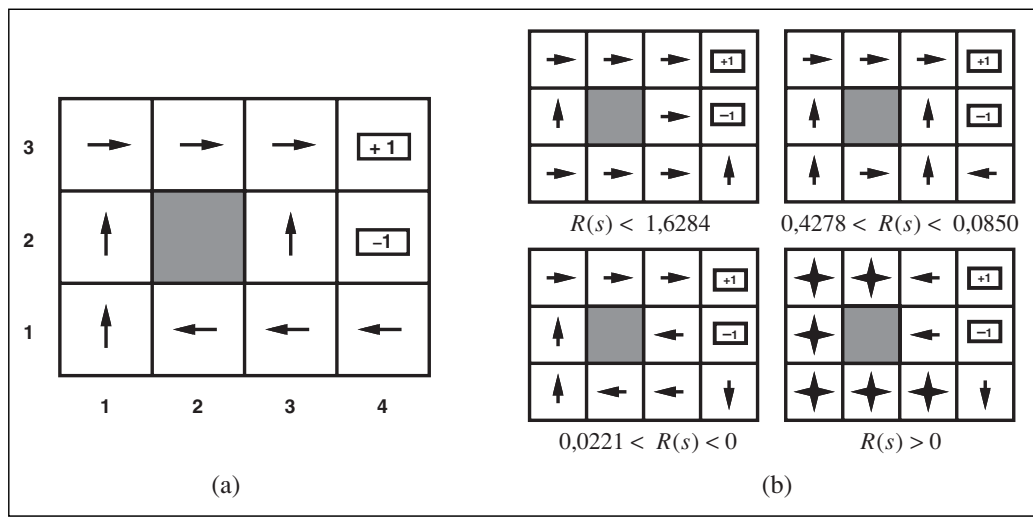 3
2
1
+ 1
–1
1 2 3 4
(a)
+1
–1
R(s) < 1,6284
+1
–1
0,4278 < R(s) < 0,0850
+1
–1
0,0221 < R(s) < 0
+1
–1
R(s) > 0
(b)